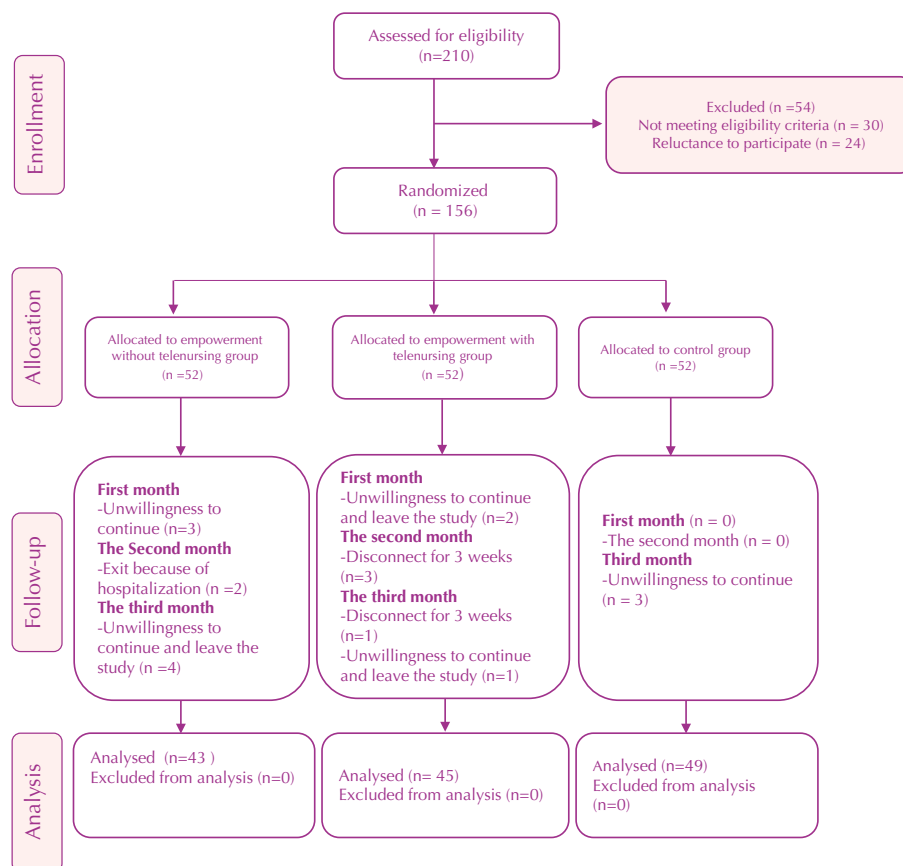 Enrollment
Assessed for eligibility
(n=210)
Excluded (n =54)
Not meeting eligibility criteria (n = 30)
Reluctance to participate (n = 24)
Randomized
(n = 156)
Allocation
Allocated to empowerment
without telenursing group
(n =52)
Allocated to empowerment with
telenursing group
(n =52)
Allocated to control group
(n =52)
Follow-up
First month
-Unwillingness to
continue (n=3)
The Second month
-Exit because of
hospitalization (n =2)
The third month
-Unwillingness to
continue and leave the
study (n =4)
First month
-Unwillingness to continue
and leave the study (n=2)
The second month
-Disconnect for 3 weeks
(n=3)
The third month
-Disconnect for 3 weeks
(n=1)
-Unwillingness to continue
and leave the study (n=1)
First month (n = 0)
-The second month (n = 0)
Third month
-Unwillingness to continue
(n = 3)
Analysis
Analysed (n=43 )
Excluded from analysis (n=0)
Analysed (n= 45)
Excluded from analysis (n=0)
Analysed (n=49)
Excluded from analysis
(n=0)